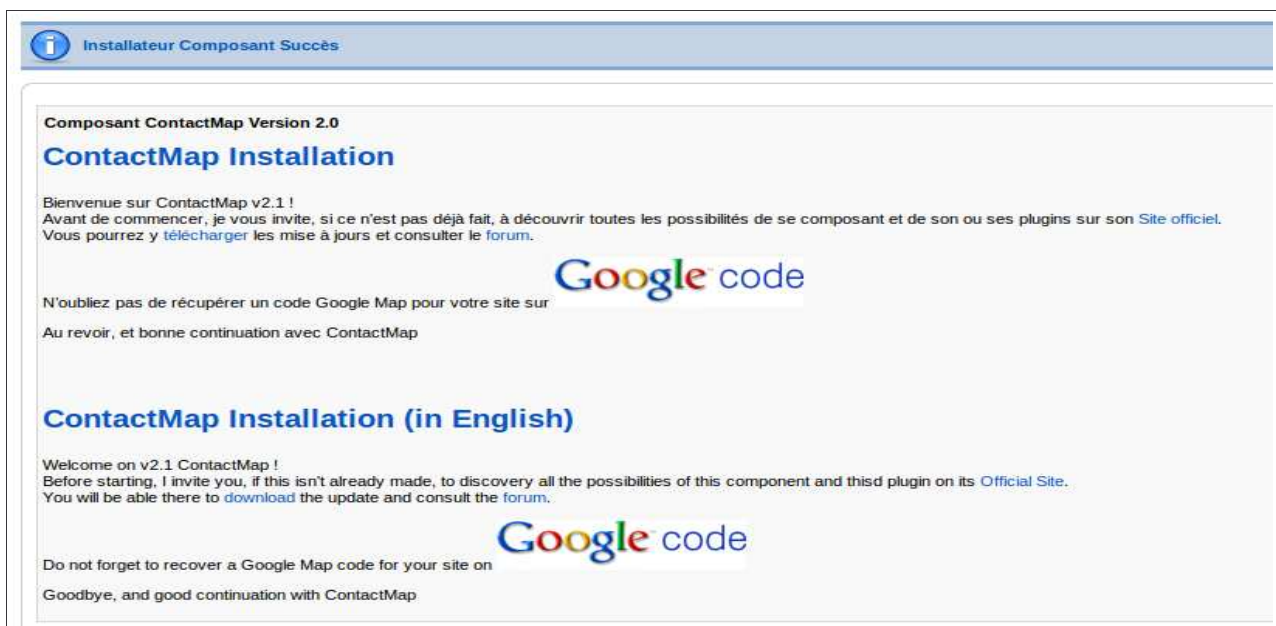 Installateur Composant Succès
Composant ContactMap Version 2.0
ContactMap Installation
Bienvenue sur ContactMap v2.1 !
Avant de commencer, je vous invite, si ce n'est pas déjà fait, à découvrir toutes les possibilités de se composant et de son ou ses plugins sur son Site officiel.
Vous pourrez y télécharger les mise à jours et consulter le forum.
N'oubliez pas de récupérer un code Google Map pour votre site sur Google™ code
Au revoir, et bonne continuation avec ContactMap
ContactMap Installation (in English)
Welcome on v2.1 ContactMap !
Before starting, I invite you, if this isn't already made, to discovery all the possibilities of this component and thisd plugin on its Official Site.
You will be able there to download the update and consult the forum.
Do not forget to recover a Google Map code for your site on Google™ code
Goodbye, and good continuation with ContactMap